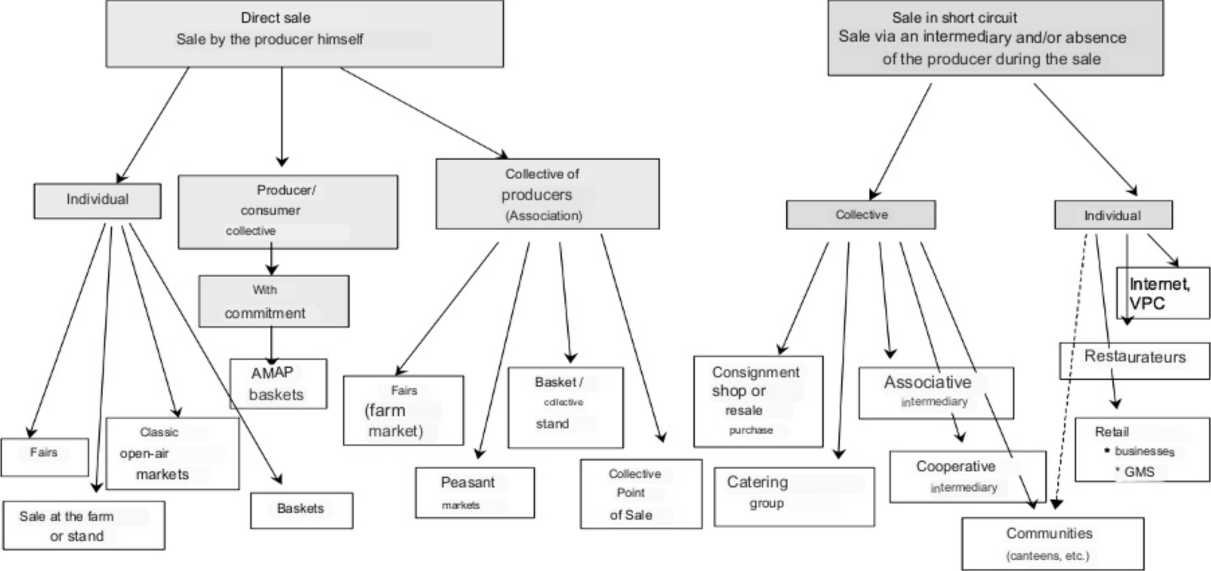 Direct sale
Sale by the producer himself
Sale in short circuit
Sale via an intermediary and/or absence
of the producer during the sale
Individual
Producer/
consumer
collective
Collective of
producers
(Association)
Collective
Individual
With
commitment
Internet,
VPC
AMAP
baskets
Fairs
(farm
market)
Basket /
collective
stand
Consignment
shop or
resale
purchase
Associative
intermediary
Restaurateurs
Fairs
Classic
open-air
markets
Peasant
markets
Collective
Point
of Sale
Catering
group
Cooperative
intermediary
Retail
* businesses
* GMS
Sale at the farm
or stand
Baskets
Communities
(canteens, etc.)